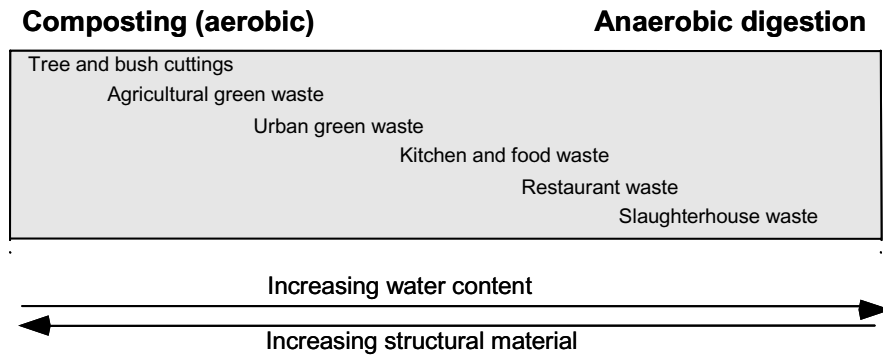 Composting (aerobic) Anaerobic digestion
Tree and bush cuttings
Agricultural green waste
Urban green waste
Kitchen and food waste
Restaurant waste
Slaughterhouse waste
Increasing water content
Increasing structural material